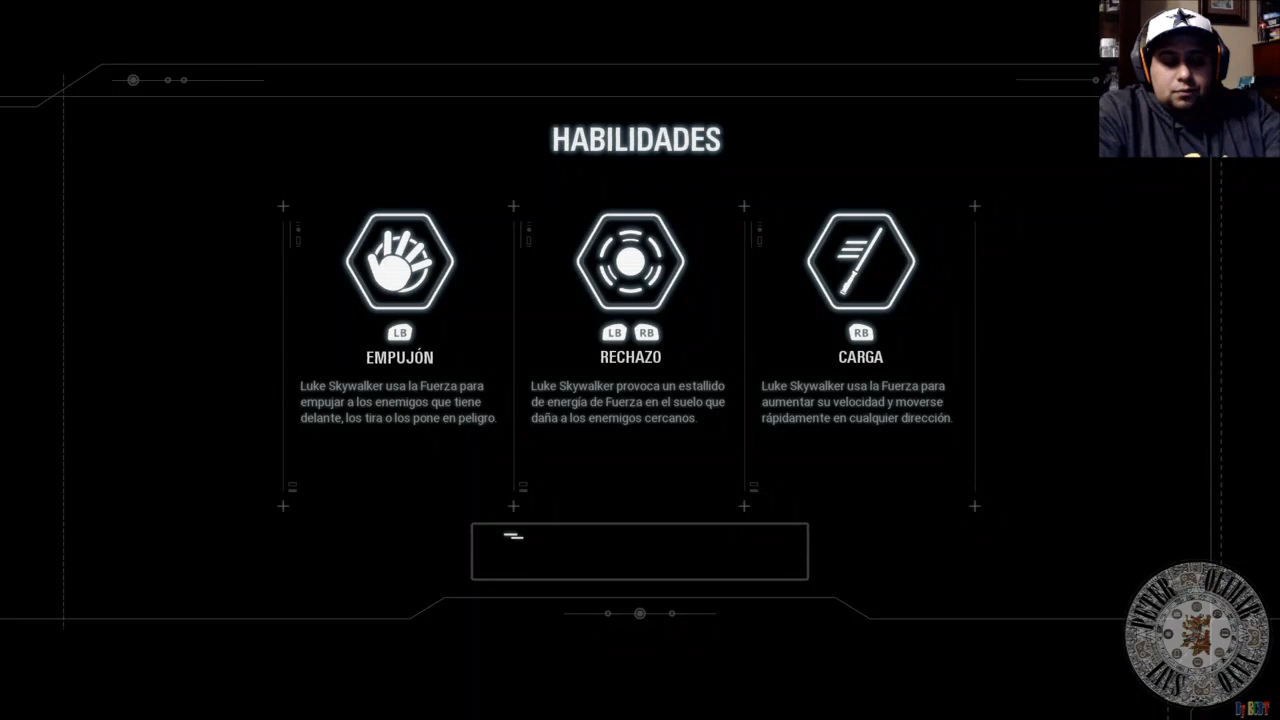 HABILIDADES
LB
EMPUJÓN
Luke Skywalker usa la Fuerza para
empujar a los enemigos que tiene
delante, los tira o los pone en peligro.
LB RB
RECHAZO
Luke Skywalker provoca un estallido
de energía de Fuerza en el suelo que
daña a los enemigos cercanos.
RB
CARGA
Luke Skywalker usa la Fuerza para
aumentar su velocidad y moverse
rápidamente en cualquier dirección.
PETER